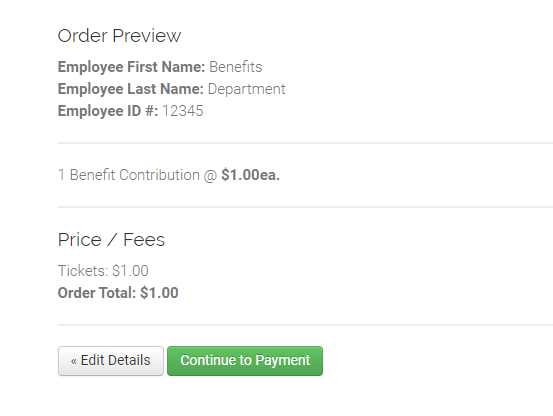 Order Preview
Employee First Name: Benefits
Employee Last Name: Department
Employee ID #: 12345
1 Benefit Contribution @ $1.00ea.
Price / Fees
Tickets: $1.00
Order Total: $1.00
« Edit Details
Continue to Payment